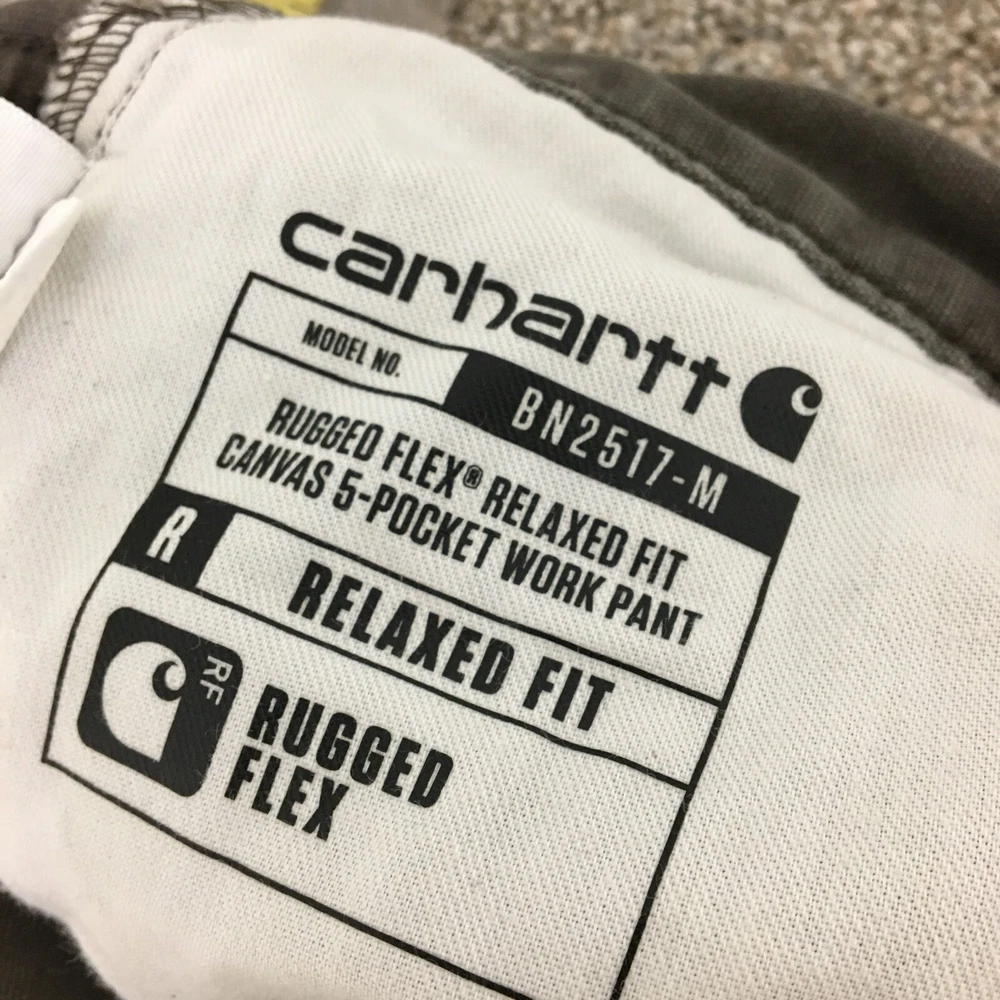 carhartt
MODEL NO. BN2517-M
RUGGED FLEX® RELAXED FIT
CANVAS 5-POCKET WORK PANT
R RELAXED FIT
RF
RUGGED
FLEX